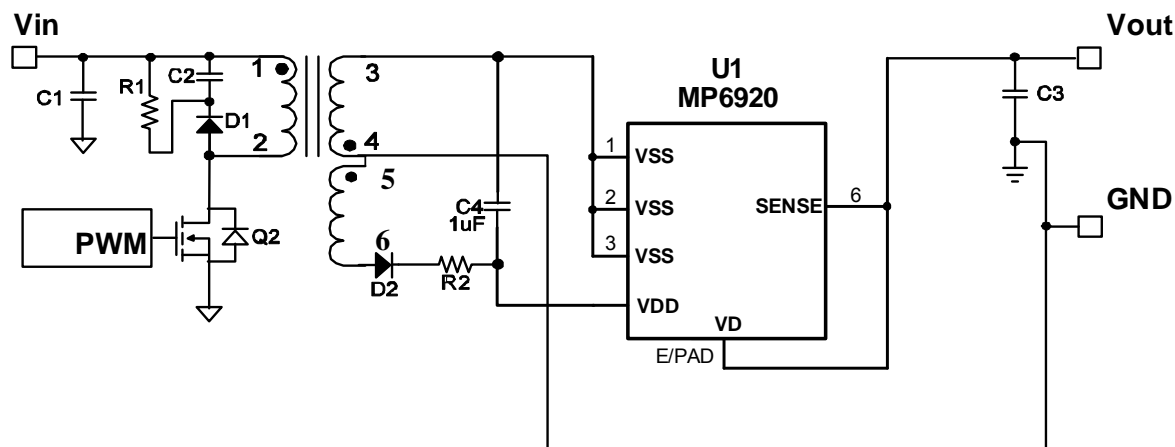 Vin
Vout
C1
R1
C2
1
3
U1
MP6920
C3
D1
2
4
5
1
VSS
2
VSS
SENSE
6
GND
PWM
Q2
C4
1uF
3
VSS
6
D2
R2
VDD
VD
E/PAD